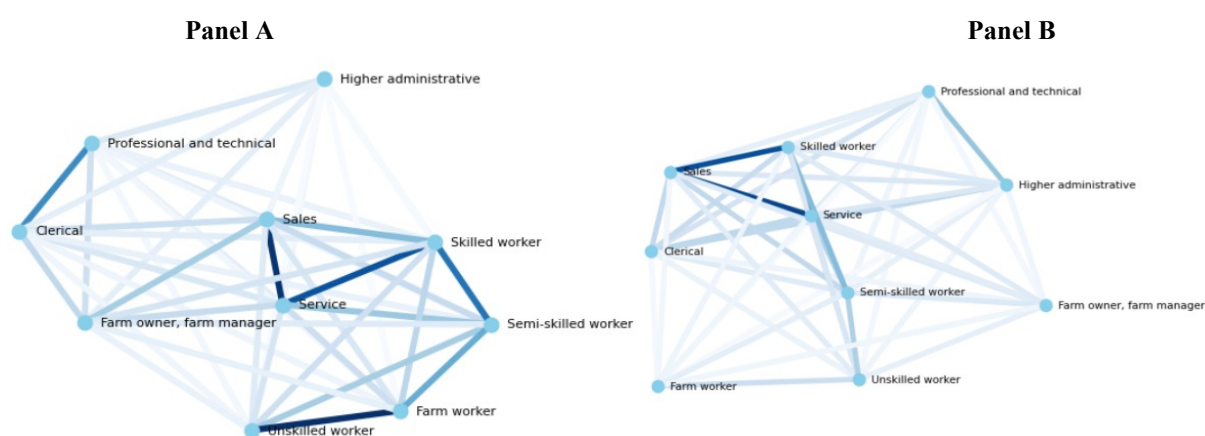 Panel A
Higher administrative
Professional and technical
Clerical
Sales
Skilled worker
Service
Farm owner, farm manager
Semi-skilled worker
Farm worker
Unskilled worker
Panel B
Professional and technical
Skilled worker
Sales
Higher administrative
Service
Clerical
Semi-skilled worker
Farm owner, farm manager
Unskilled worker
Farm worker